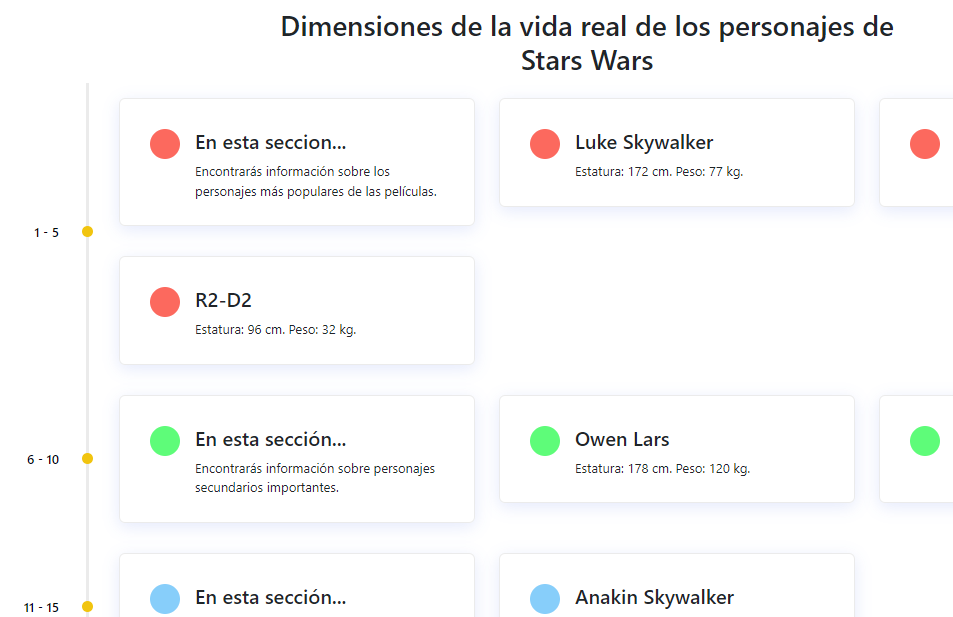 Dimensiones de la vida real de los personajes de
Stars Wars
En esta seccion...
Encontrarás información sobre los
personajes más populares de las películas.
Luke Skywalker
Estatura: 172 cm. Peso: 77 kg.
1 - 5
R2-D2
Estatura: 96 cm. Peso: 32 kg.
En esta sección...
Encontrarás información sobre personajes
secundarios importantes.
Owen Lars
Estatura: 178 cm. Peso: 120 kg.
6 - 10
En esta sección...
Anakin Skywalker
11 - 15